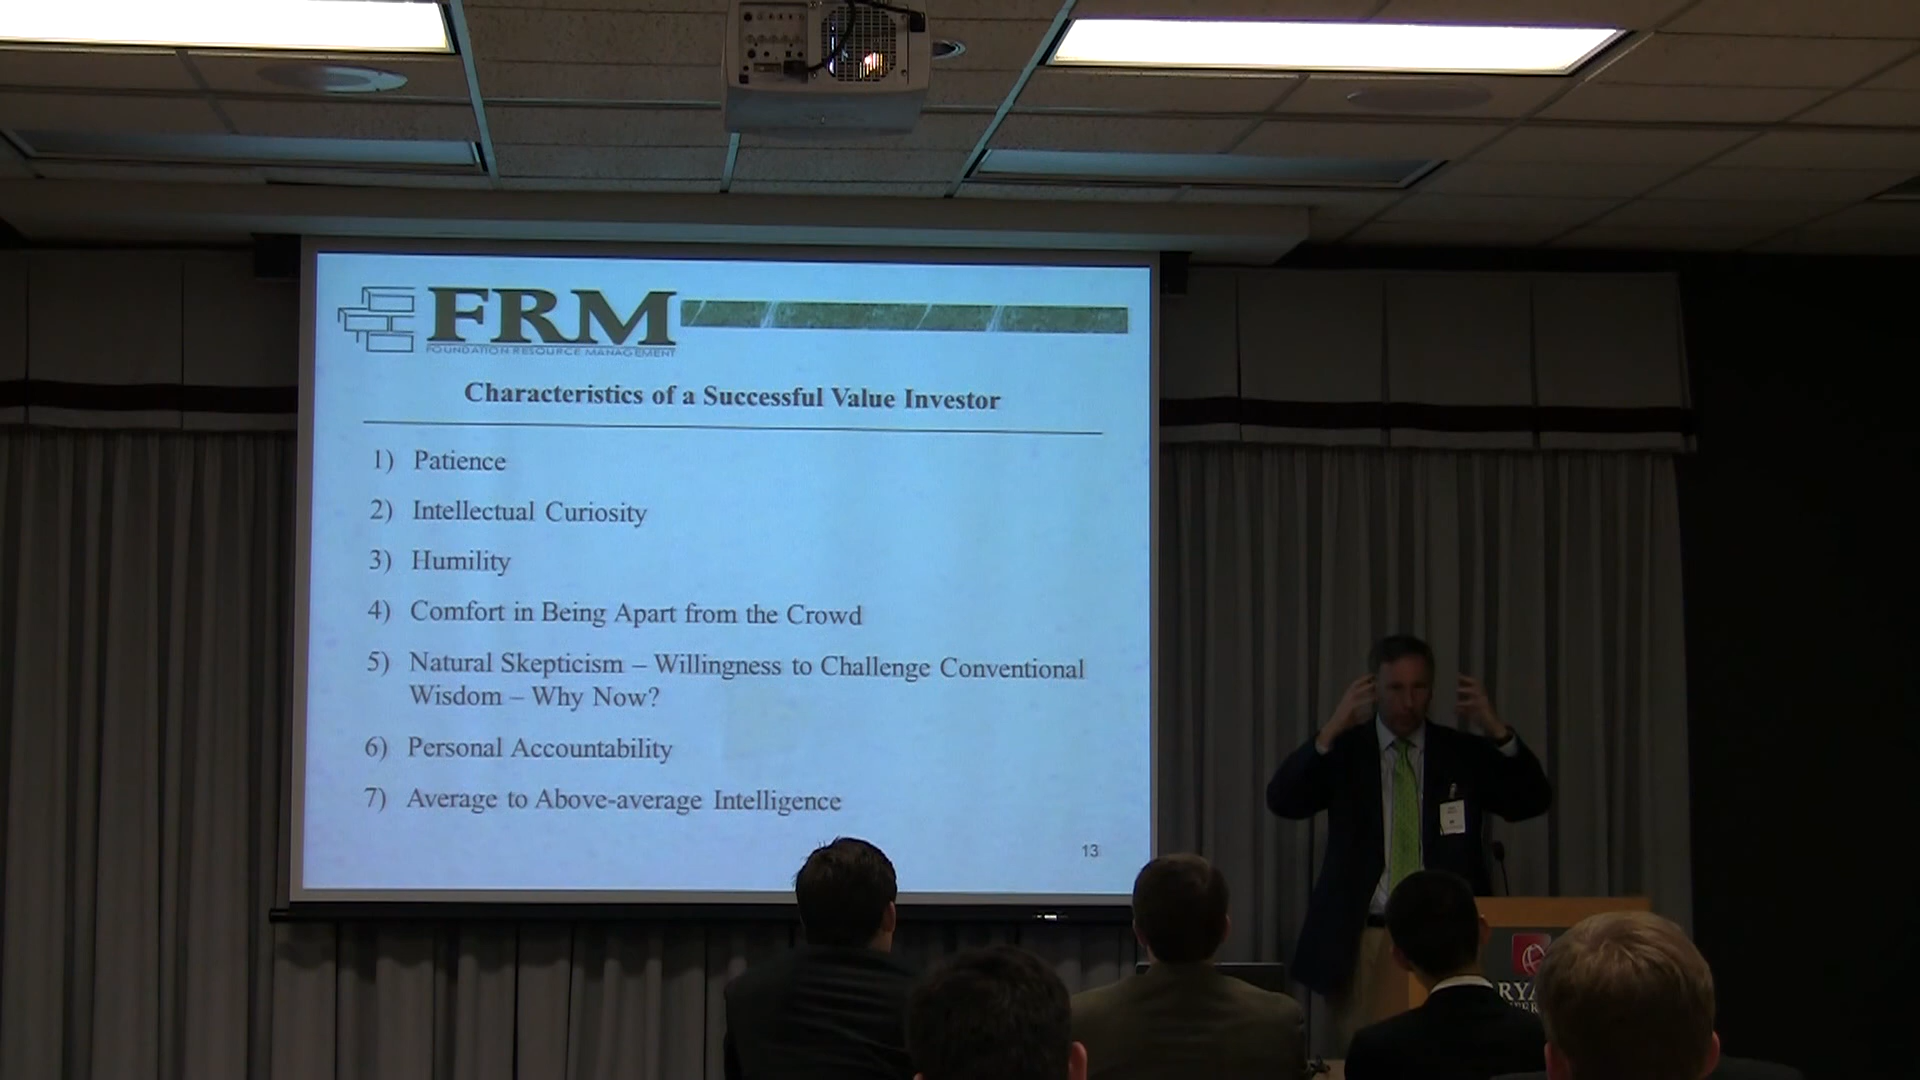 FRM
FOUNDATION RESOURCE MANAGEMENT
Characteristics of a Successful Value Investor
1) Patience
2) Intellectual Curiosity
3) Humility
4) Comfort in Being Apart from the Crowd
5) Natural Skepticism – Willingness to Challenge Conventional
Wisdom – Why Now?
6) Personal Accountability
7) Average to Above-average Intelligence
13